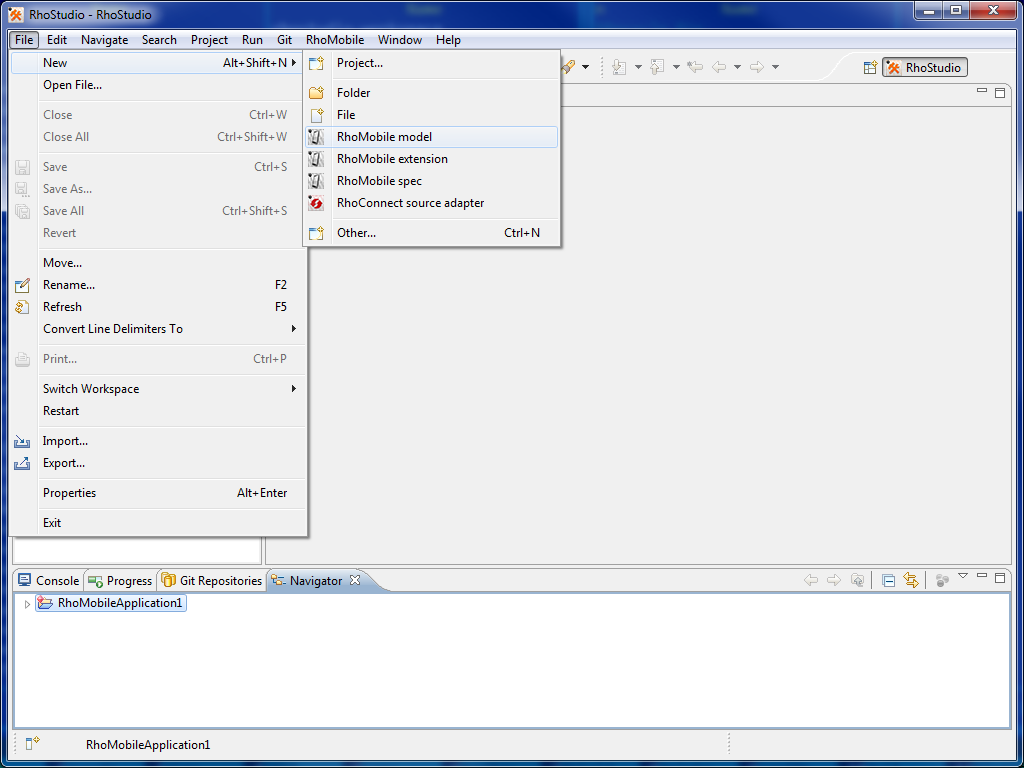 RhoStudio - RhoStudio
File Edit Navigate Search Project Run Git RhoMobile Window Help
RhoStudio
New Alt+Shift+N
Open File...
Close Ctrl+W
Close All Ctrl+Shift+W
Save Ctrl+S
Save As...
Save All Ctrl+Shift+S
Revert
Move...
Rename... F2
Refresh F5
Convert Line Delimiters To
Print... Ctrl+P
Switch Workspace
Restart
Import...
Export...
Properties Alt+Enter
Exit
Project...
Folder
File
RhoMobile model
RhoMobile extension
RhoMobile spec
RhoConnect source adapter
Other... Ctrl+N
Console Progress Git Repositories Navigator
RhoMobileApplication1
RhoMobileApplication1